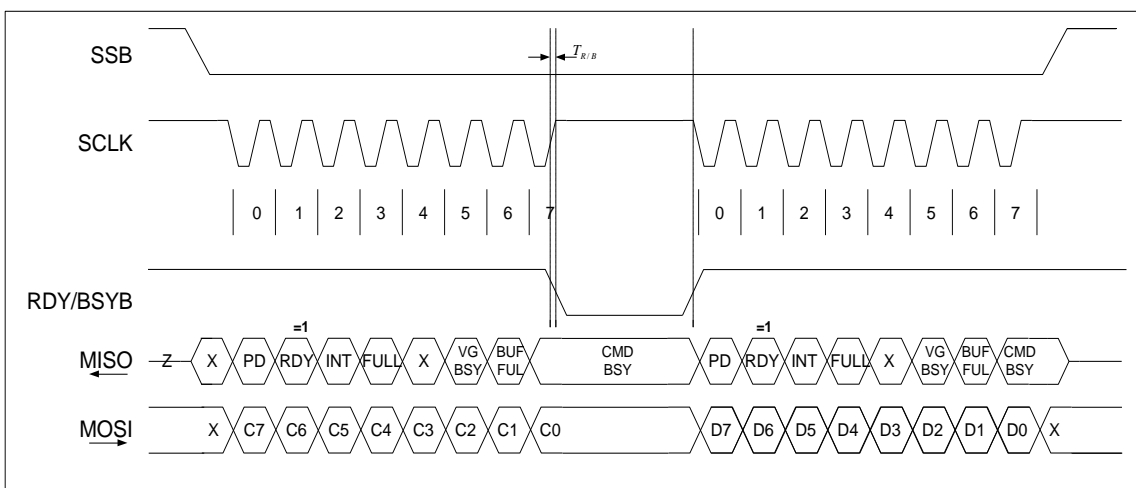 SSB
T R/B
SCLK
0 1 2 3 4 5 6 7 0 1 2 3 4 5 6 7
RDY/BSYB
=1 =1
MISO Z X PD RDY INT FULL X VG BSY BUF FUL CMD BSY PD RDY INT FULL X VG BSY BUF FUL CMD BSY
MOSI X C7 C6 C5 C4 C3 C2 C1 C0 D7 D6 D5 D4 D3 D2 D1 D0 X